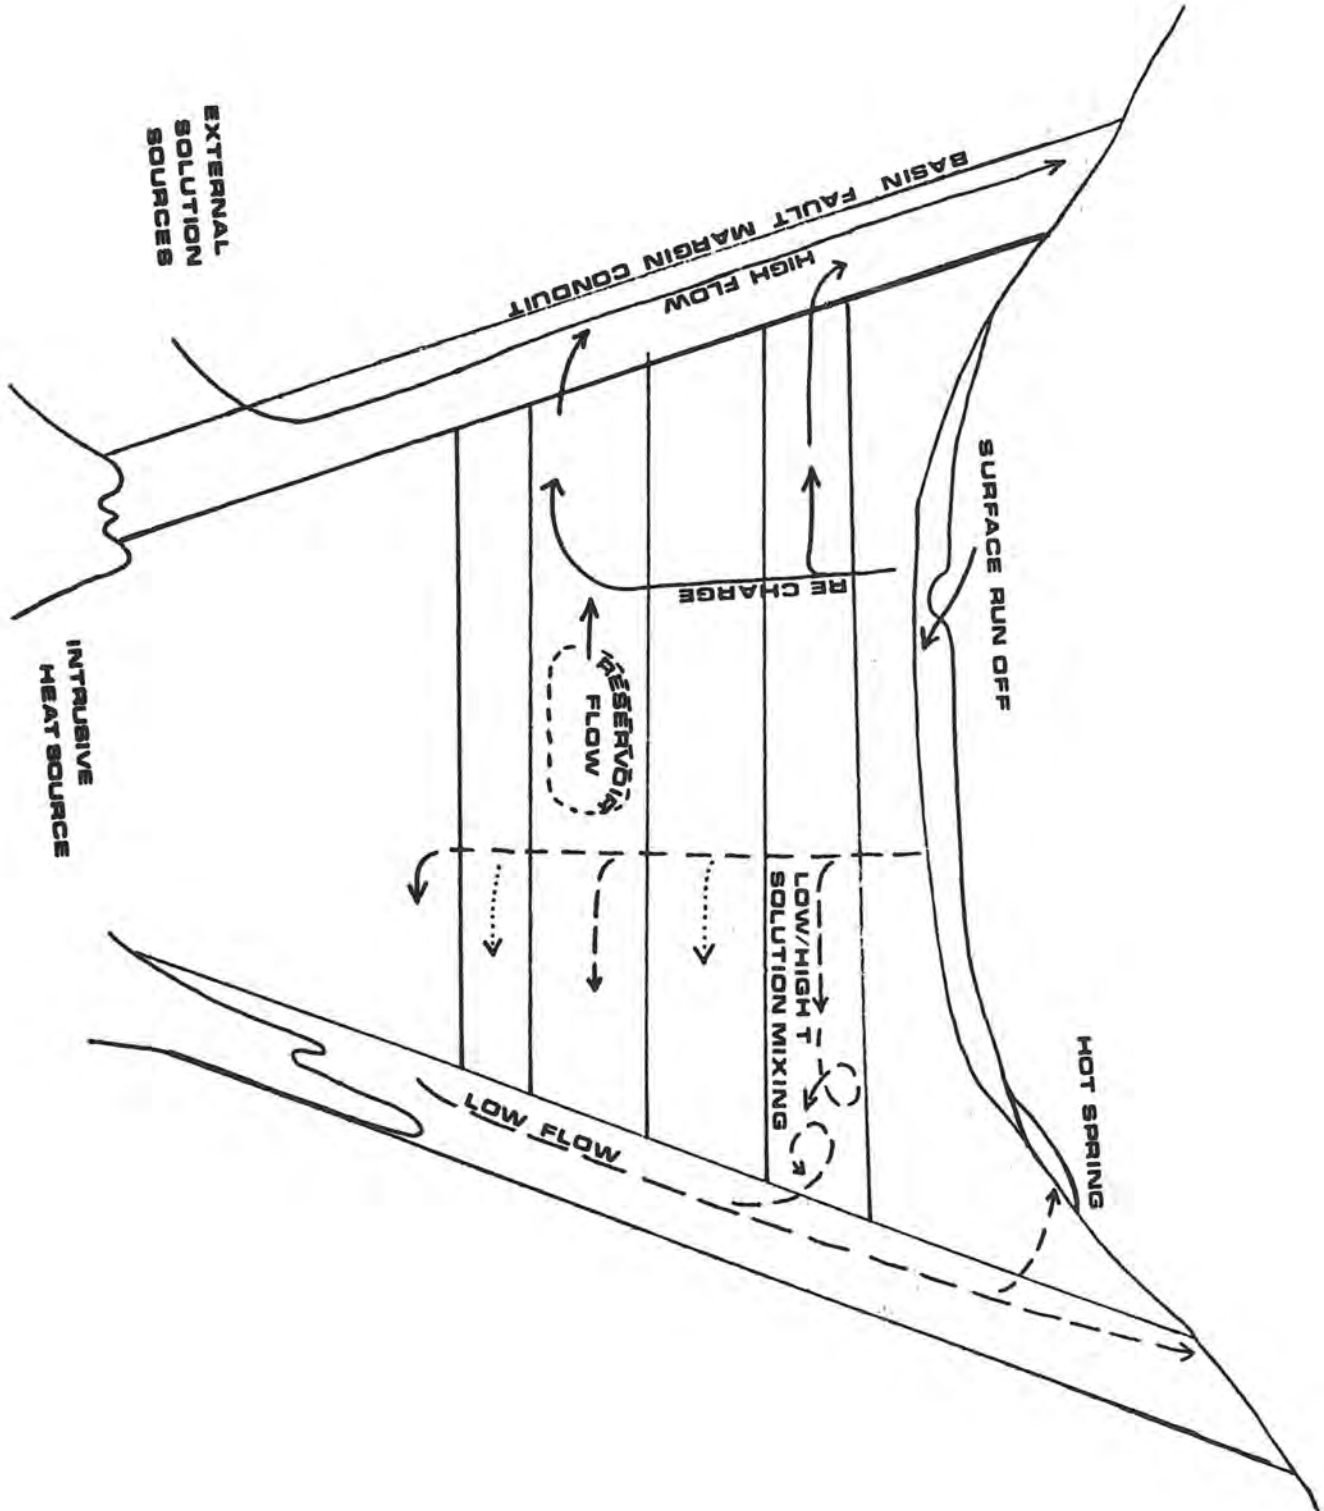 EXTERNAL
SOLUTION
SOURCES
BASIN FAULT MARGIN CONDUIT
HIGH FLOW
SURFACE RUN OFF
RE CHARGE
RESERVOIR
FLOW
INTRUSIVE
HEAT SOURCE
LOW/HIGH T
SOLUTION MIXING
LOW FLOW
HOT SPRING